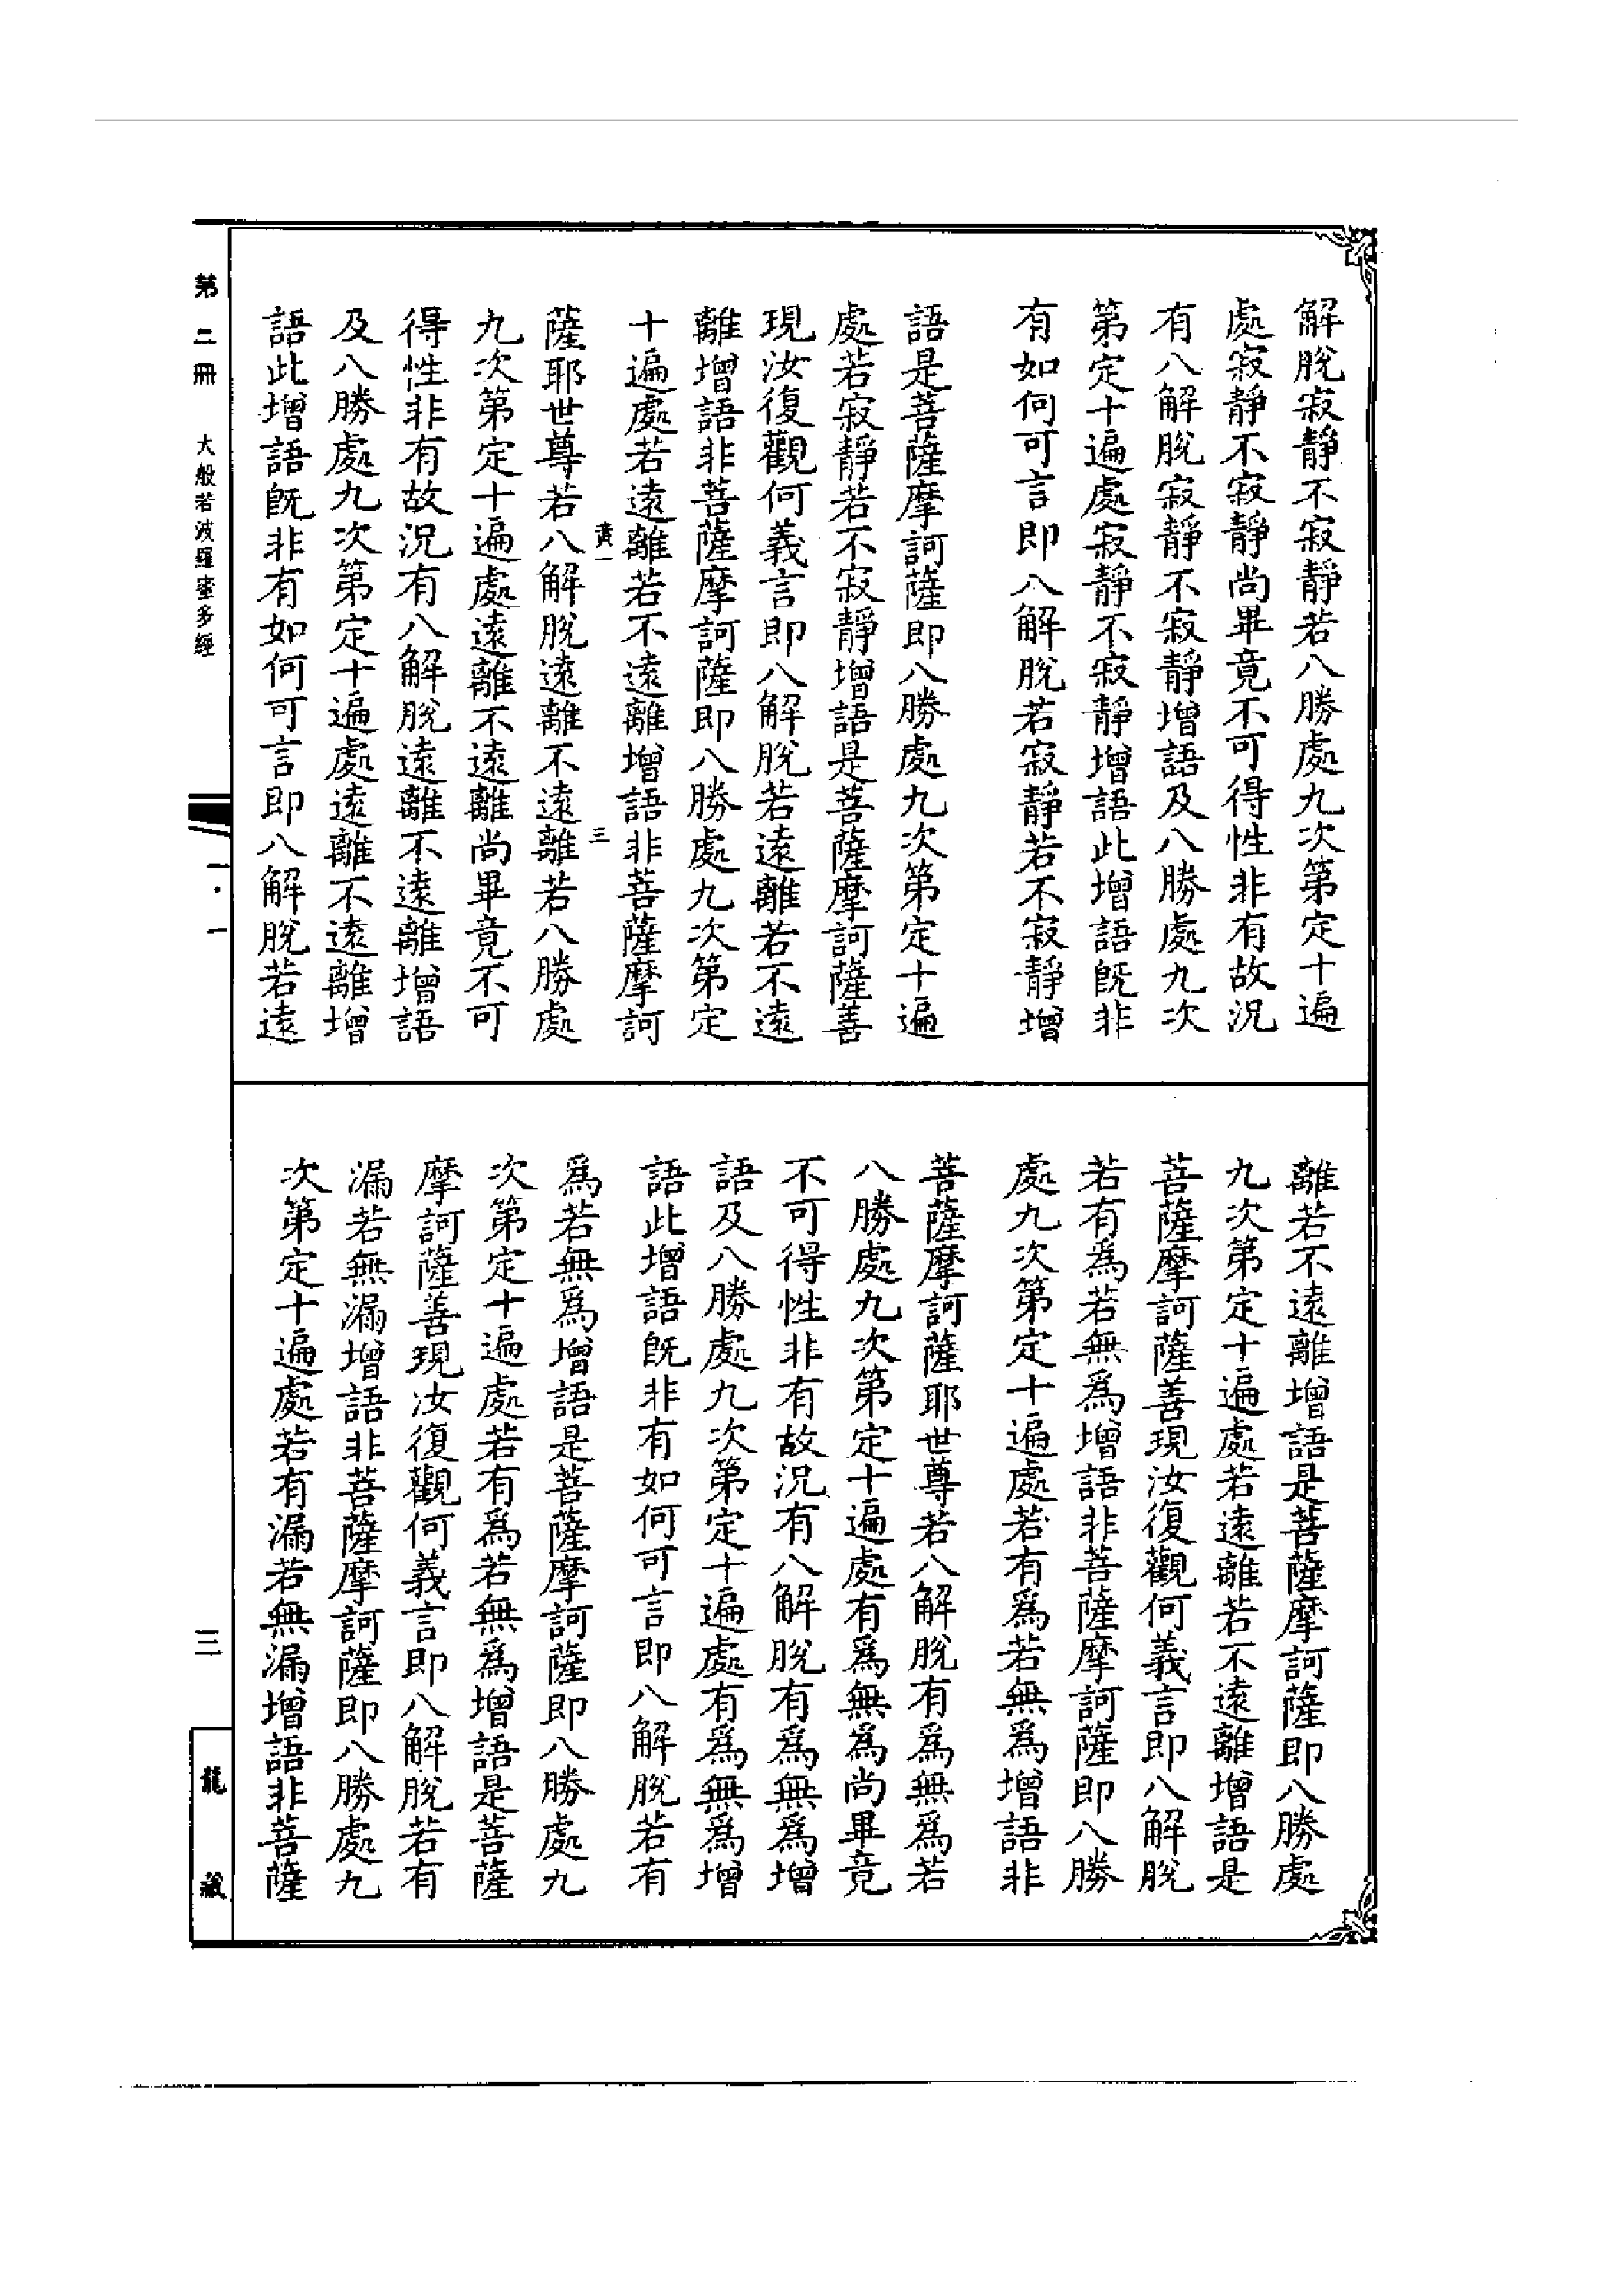 解脫寂靜不寂靜若八勝處九次第定十遍
處寂靜不寂靜尚畢竟不可得性非有故況
有八解脫寂靜不寂靜增語及八勝處九次
第定十遍處寂靜不寂靜增語此增語旣非
有如何可言即八解脫若寂靜若不寂靜增
語是菩薩摩訶薩即八勝處九次第定十遍
處若寂靜若不寂靜增語是菩薩摩訶薩善
現汝復觀何義言即八解脫若遠離若不遠
離增語非菩薩摩訶薩即八勝處九次第定
十遍處若遠離若不遠離增語非菩薩摩訶
黃一 三
薩耶世尊若八解脫遠離不遠離若八勝處
九次第定十遍處遠離不遠離尚畢竟不可
得性非有故況有八解脫遠離不遠離增語
及八勝處九次第定十遍處遠離不遠離增
語此增語旣非有如何可言即八解脫若遠
離若不遠離增語是菩薩摩訶薩即八勝處
九次第定十遍處若遠離若不遠離增語是
菩薩摩訶薩善現汝復觀何義言即八解脫
若有爲若無爲增語非菩薩摩訶薩即八勝
處九次第定十遍處若有爲若無爲增語非
菩薩摩訶薩耶世尊若八解脫有爲無爲若
八勝處九次第定十遍處有爲無爲尚畢竟
不可得性非有故況有八解脫有爲無爲增
語及八勝處九次第定十遍處有爲無爲增
語此增語旣非有如何可言即八解脫若有
爲若無爲增語是菩薩摩訶薩即八勝處九
次第定十遍處若有爲若無爲增語是菩薩
摩訶薩善現汝復觀何義言即八解脫若有
漏若無漏增語非菩薩摩訶薩即八勝處九
次第定十遍處若有漏若無漏增語非菩薩
第二冊 大般若波羅蜜多經 一·一 三 龍藏